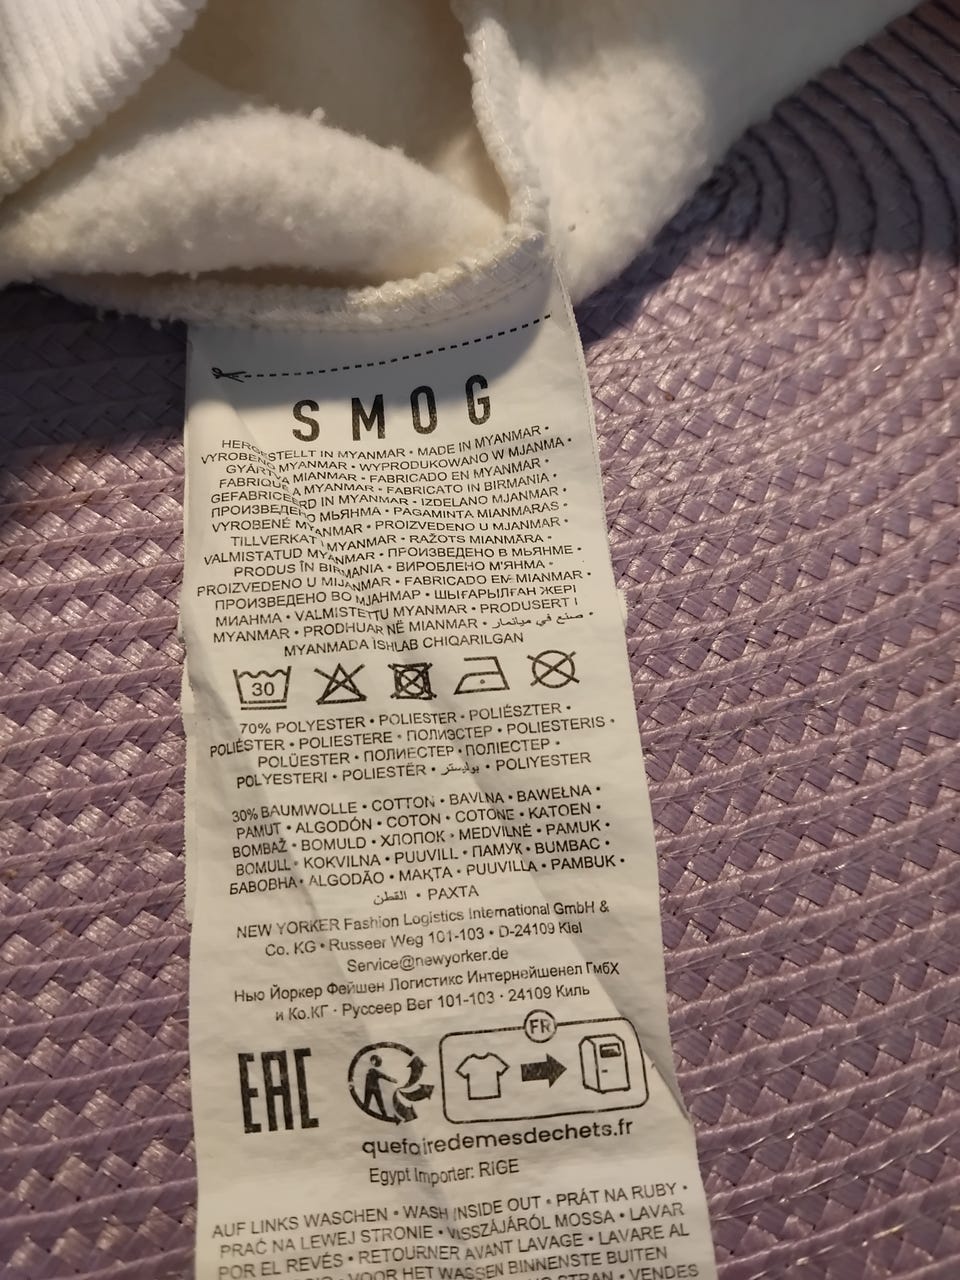 SMOG
HERGESTELLT IN MYANMAR • MADE IN MYANMAR •
VYROBENO MYANMAR • WYPRODUKOWANO W MJANMA •
GYÁRTVA MIANMAR • FABRICADO EN MYANMAR •
FABRIQUÉ A MYANMAR • FABRICATO IN BIRMANIA •
GEFABRICEERD IN MYANMAR • IZDELANO MJANMAR •
ПРОИЗВЕДЕНО МЬЯНМА • PAGAMINTA MIANMARAS •
VYROBENÉ MYANMAR • PROIZVEDENO U MJANMAR •
TILLVERKAT I MYANMAR • RAŽOTS MIANMĀRA •
VALMISTATUD MYANMAR • ПРОИЗВЕДЕНО В МЬЯНМЕ •
PRODUS ÎN BIRMANIA • ВИРОБЛЕНО М'ЯНМА •
PROIZVEDENO U MIJANMAR • FABRICADO EM MIANMAR •
ПРОИЗВЕДЕНО ВО МЈАНМАР • ШЫҒАРЫЛҒАН ЖЕРІ
МИАНМА • VALMISTETTU MYANMAR • PRODUSERT I
MYANMAR • PRODHUAR NË MIANMAR • صنع في ميانمار •
MYANMADA ISHLAB CHIQARILGAN
30
70% POLYESTER • POLIESTER • POLIÉSZTER •
POLIÉSTER • POLIESTERE • ПОЛИЭСТЕР • POLIESTERIS •
POLÜESTER • ПОЛИЕСТЕР • ПОЛІЕСТЕР •
POLYESTERI • POLIESTËR • بوليستر • POLIYESTER
30% BAUMWOLLE • COTTON • BAVLNA • BAWEŁNA •
PAMUT • ALGODÓN • COTON • COTONE • KATOEN •
BOMBAŽ • BOMULD • ХЛОПОК • MEDVILNĖ • PAMUK •
BOMULL • KOKVILNA • PUUVILL • ПАМУК • BUMBAC •
БАВОВНА • ALGODÃO • МАҚТА • PUUVILLA • PAMBUK •
القطن • PAXTA
NEW YORKER Fashion Logistics International GmbH &
Co. KG • Russeer Weg 101-103 • D-24109 Kiel
Service@newyorker.de
Нью Йоркер Фейшен Логистикс Интернейшенел ГмбХ
и Ко.КГ · Руссеер Вег 101-103 · 24109 Киль
FR
EAC
quefairedemesdechets.fr
Egypt Importer: RIGE
AUF LINKS WASCHEN • WASH INSIDE OUT • PRÁT NA RUBY •
PRAĆ NA LEWEJ STRONIE • VISSZÁJÁRÓL MOSSA • LAVAR
POR EL REVÉS • RETOURNER AVANT LAVAGE • LAVARE AL
VOOR HET WASSEN BINNENSTE BUITEN
VENDES